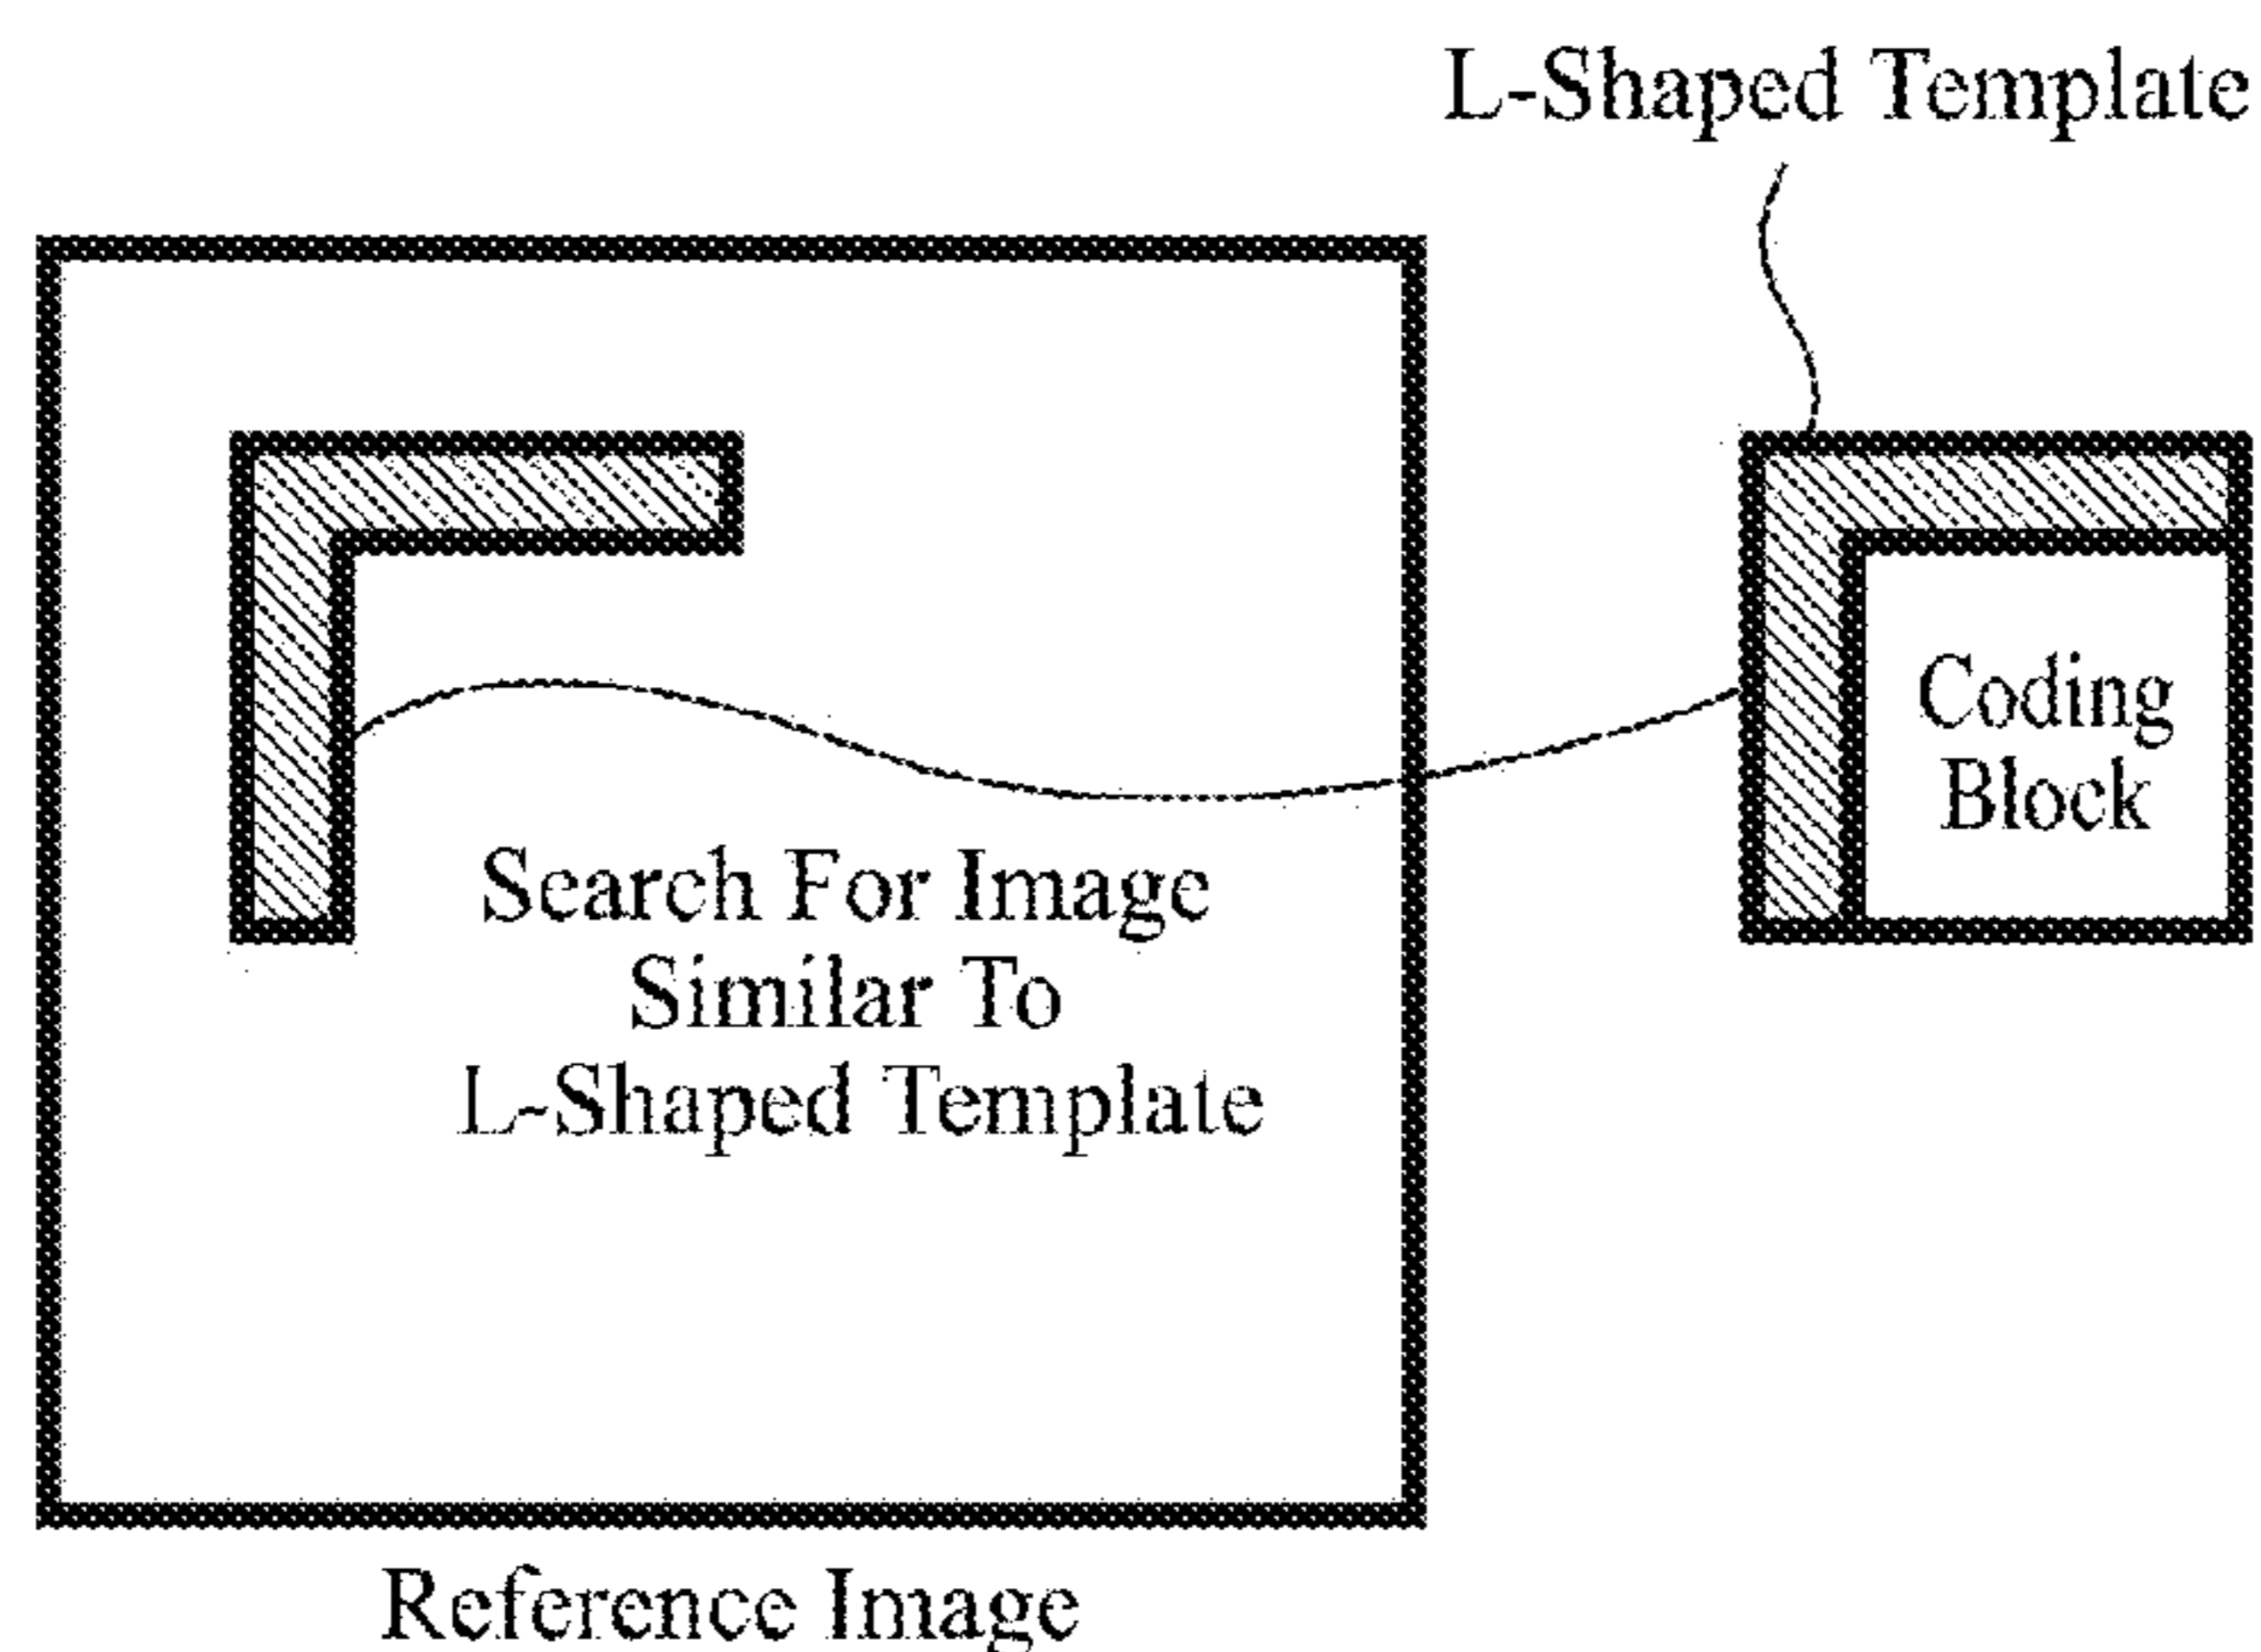 L-Shaped Template
Coding
Block
Search For Image
Similar To
L-Shaped Template
Reference Image